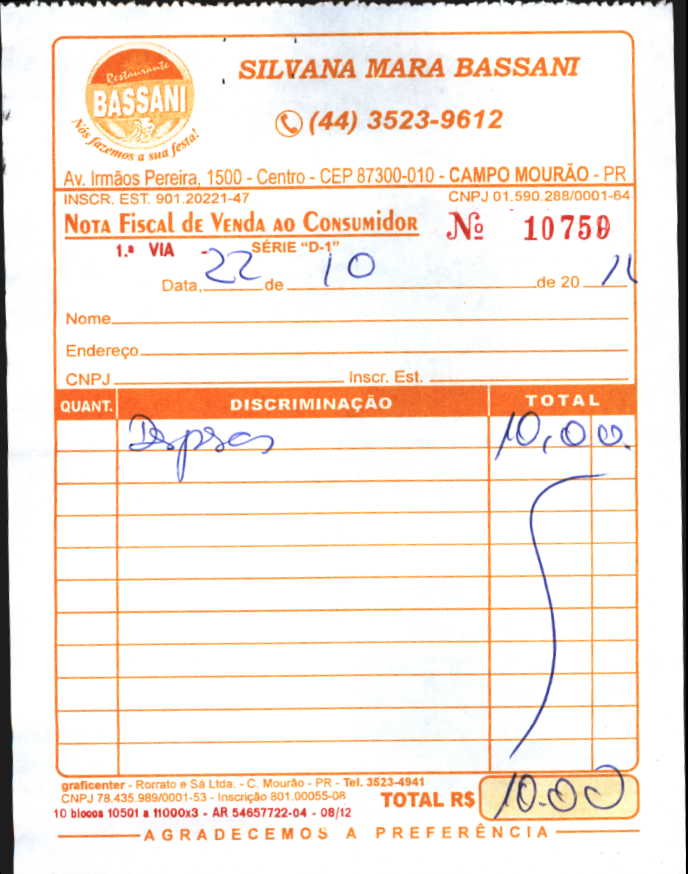 Restaurante
BASSANI
Nós fazemos a sua festa!
SILVANA MARA BASSANI
(44) 3523-9612
Av. Irmãos Pereira, 1500 - Centro - CEP 87300-010 - CAMPO MOURÃO - PR
INSCR. EST. 901.20221-47 CNPJ 01.590.288/0001-64
NOTA FISCAL DE VENDA AO CONSUMIDOR Nº 10750
1.ª VIA - SÉRIE "D-1"
Data, 22 de 10 de 20
Nome
Endereço
CNPJ Inscr. Est.
QUANT. DISCRIMINAÇÃO TOTAL
10,00
graficenter - Rorrato e Sá Ltda. - C. Mourão - PR - Tel. 3523-4941
CNPJ 78.435.989/0001-53 - Inscrição 801.00055-08
10 blocos 10501 a 11000x3 - AR 54657722-04 - 08/12
TOTAL R$ 10.00
AGRADECEMOS A PREFERÊNCIA